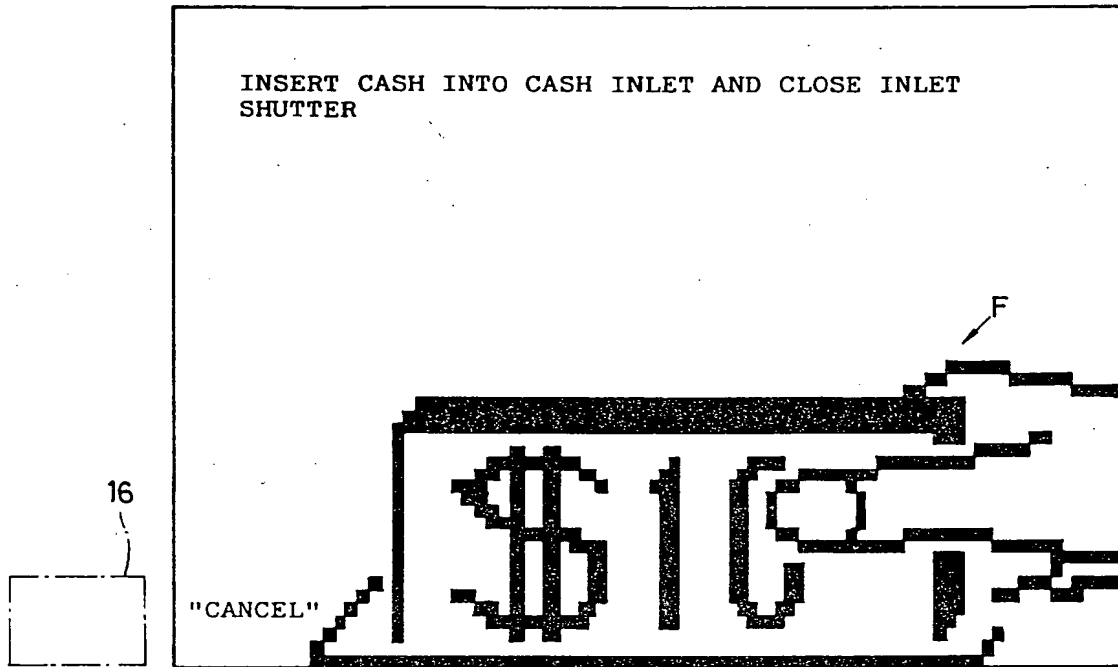 INSERT CASH INTO CASH INLET AND CLOSE INLET
SHUTTER
F
$10
16
"CANCEL"